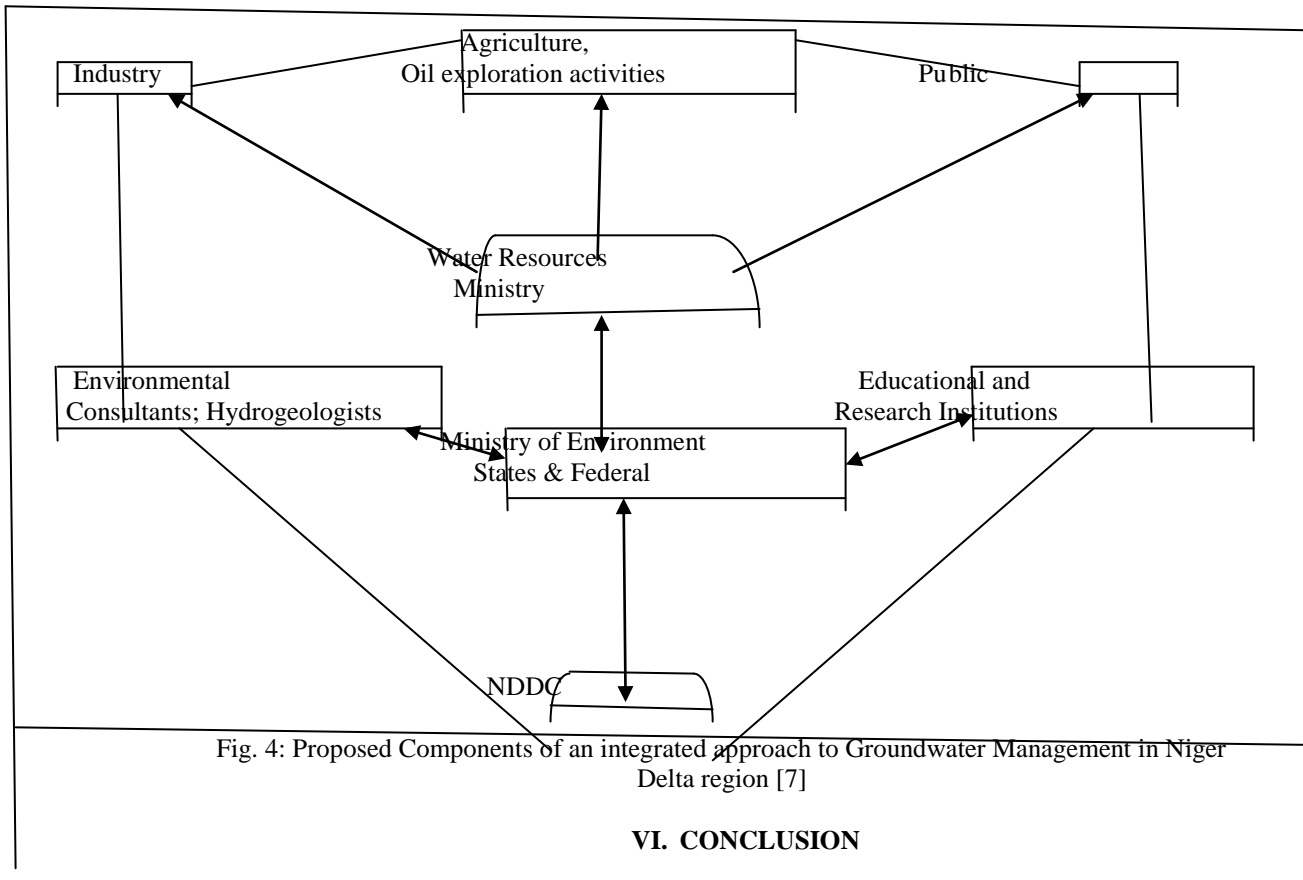 Agriculture,
Industry
Oil exploration activities
Public
Water Resources
Ministry
Environmental
Consultants; Hydrogeologists
Educational and
Research Institutions
Ministry of Environment
States & Federal
NDDC
Fig. 4: Proposed Components of an integrated approach to Groundwater Management in Niger
Delta region [7]
VI. CONCLUSION